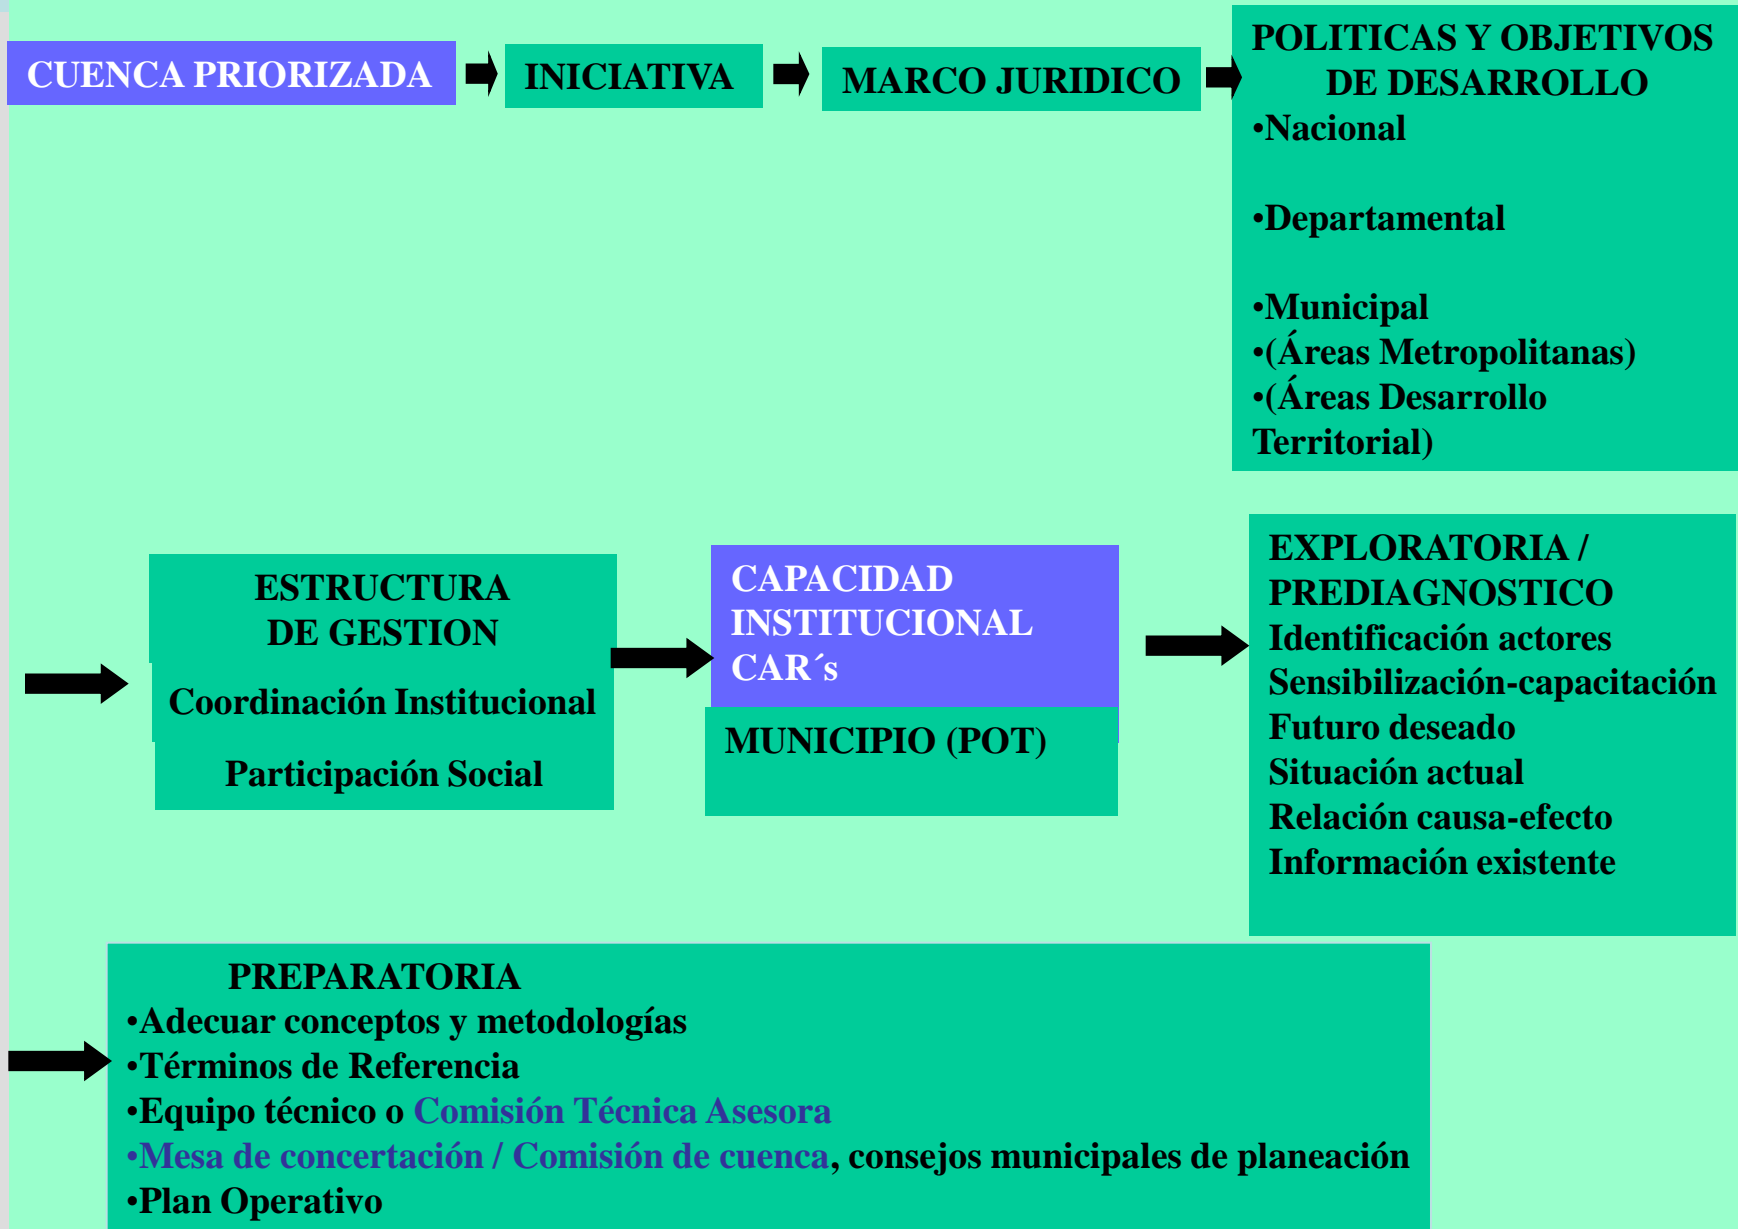 CUENCA PRIORIZADA
INICIATIVA
MARCO JURIDICO
POLITICAS Y OBJETIVOS
DE DESARROLLO
•Nacional
•Departamental
•Municipal
•(Áreas Metropolitanas)
•(Áreas Desarrollo
Territorial)
ESTRUCTURA
DE GESTION
Coordinación Institucional
Participación Social
CAPACIDAD
INSTITUCIONAL
CAR´s
MUNICIPIO (POT)
EXPLORATORIA /
PREDIAGNOSTICO
Identificación actores
Sensibilización-capacitación
Futuro deseado
Situación actual
Relación causa-efecto
Información existente
PREPARATORIA
•Adecuar conceptos y metodologías
•Términos de Referencia
•Equipo técnico o Comisión Técnica Asesora
•Mesa de concertación / Comisión de cuenca, consejos municipales de planeación
•Plan Operativo